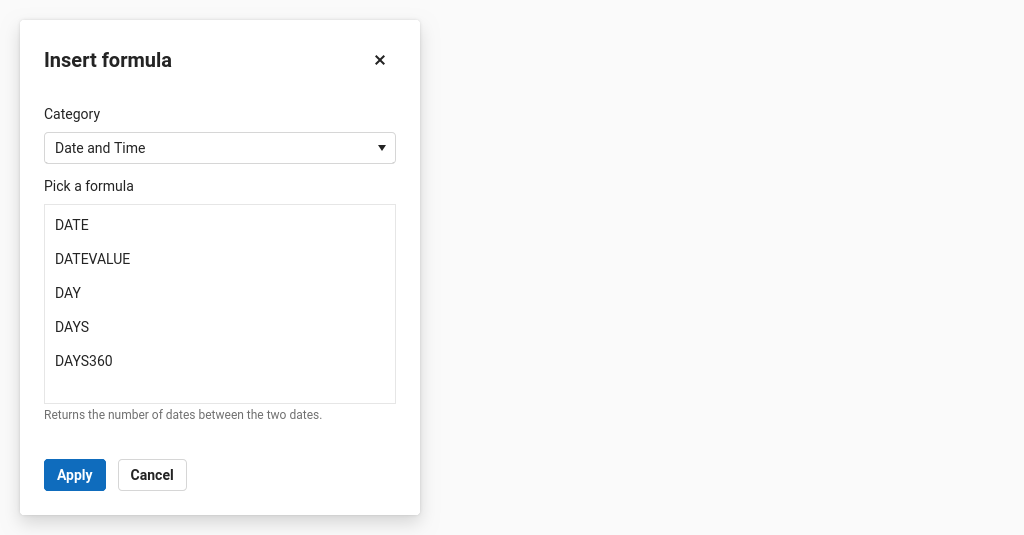 Insert formula
Category
Date and Time
Pick a formula
DATE
DATEVALUE
DAY
DAYS
DAYS360
Returns the number of dates between the two dates.
Apply Cancel